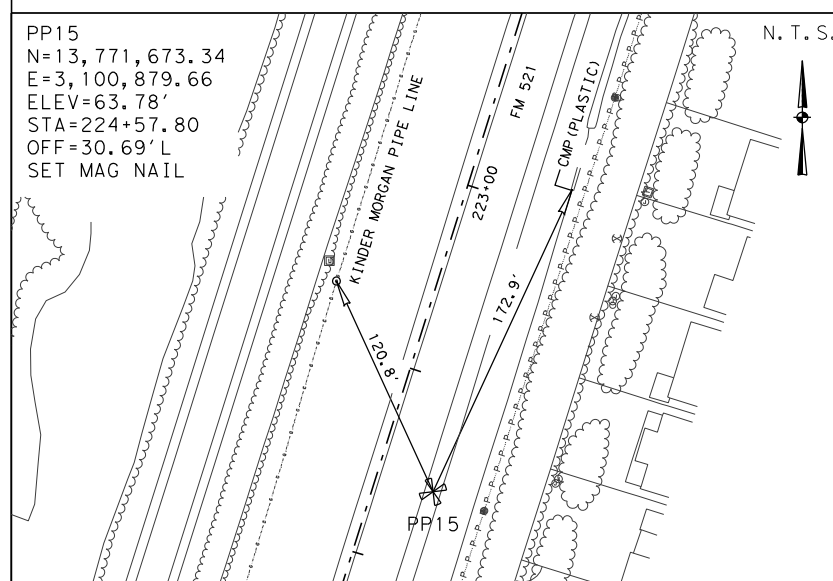 PP15
N=13,771,673.34
E=3,100,879.66
ELEV=63.78'
STA=224+57.80
OFF=30.69'L
SET MAG NAIL
N.T.S.
FM 521
CMP(PLASTIC)
KINDER MORGAN PIPE LINE
223+00
172.9'
120.8'
PP15